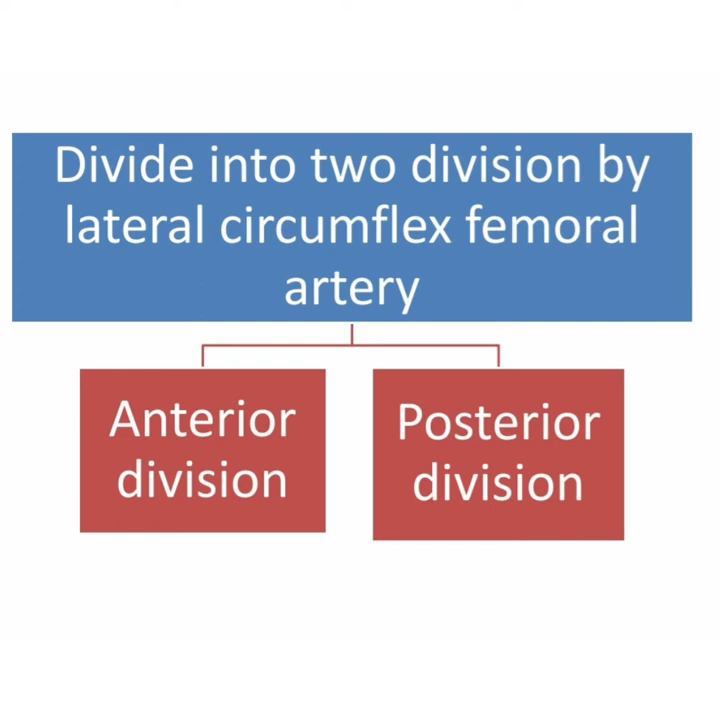 Divide into two division by
lateral circumflex femoral
artery
Anterior
division
Posterior
division